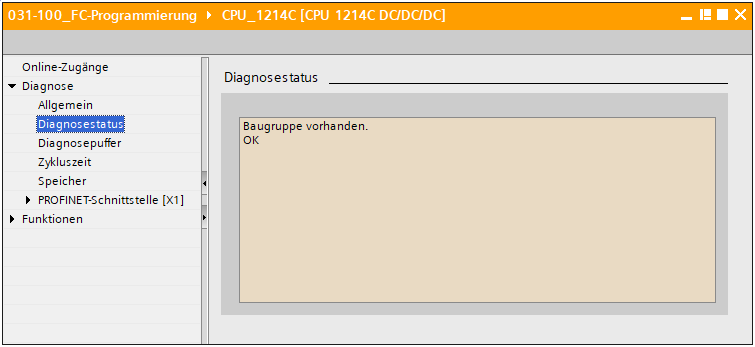 031-100_FC-Programmierung CPU_1214C [CPU 1214C DC/DC/DC]
Online-Zugänge
Diagnose
Allgemein
Diagnosestatus
Diagnosepuffer
Zykluszeit
Speicher
PROFINET-Schnittstelle [X1]
Funktionen
Diagnosestatus
Baugruppe vorhanden.
OK